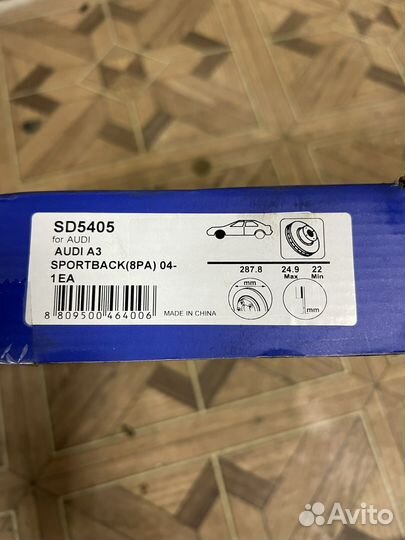 SD5405
for AUDI
AUDI A3
SPORTBACK(8PA) 04-
1EA
8 809500 464006
MADE IN CHINA
287.8 24.9 22
Max Min
mm
mm
Avito